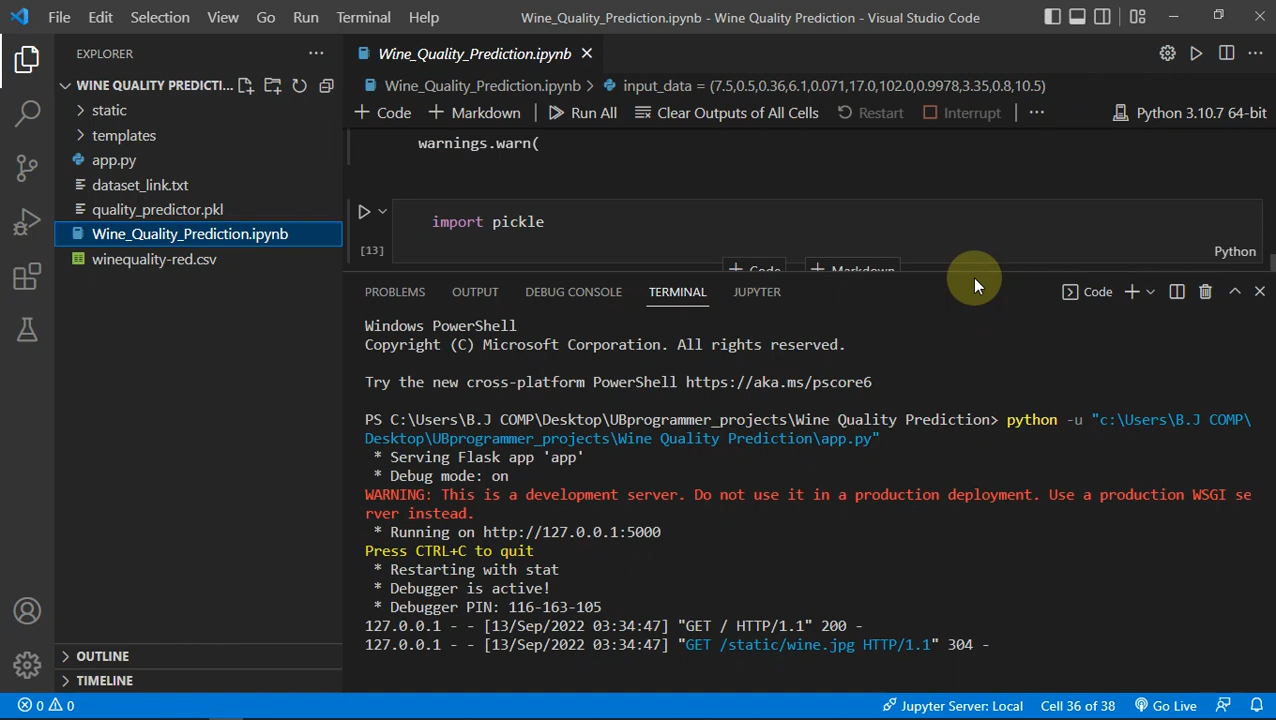 File Edit Selection View Go Run Terminal Help Wine_Quality_Prediction.ipynb - Wine Quality Prediction - Visual Studio Code
EXPLORER
WINE QUALITY PREDICTI...
static
templates
app.py
dataset_link.txt
quality_predictor.pkl
Wine_Quality_Prediction.ipynb
winequality-red.csv
OUTLINE
TIMELINE
Wine_Quality_Prediction.ipynb
Wine_Quality_Prediction.ipynb > input_data = (7.5,0.5,0.36,6.1,0.071,17.0,102.0,0.9978,3.35,0.8,10.5)
+ Code + Markdown Run All Clear Outputs of All Cells Restart Interrupt ... Python 3.10.7 64-bit
warnings.warn(
import pickle
[13] Python
+ Code + Markdown
PROBLEMS OUTPUT DEBUG CONSOLE TERMINAL JUPYTER Code
Windows PowerShell
Copyright (C) Microsoft Corporation. All rights reserved.
Try the new cross-platform PowerShell https://aka.ms/pscore6
PS C:\Users\B.J COMP\Desktop\UBprogrammer_projects\Wine Quality Prediction> python -u "c:\Users\B.J COMP\
Desktop\UBprogrammer_projects\Wine Quality Prediction\app.py"
* Serving Flask app 'app'
* Debug mode: on
WARNING: This is a development server. Do not use it in a production deployment. Use a production WSGI se
rver instead.
* Running on http://127.0.0.1:5000
Press CTRL+C to quit
* Restarting with stat
* Debugger is active!
* Debugger PIN: 116-163-105
127.0.0.1 - - [13/Sep/2022 03:34:47] "GET / HTTP/1.1" 200 -
127.0.0.1 - - [13/Sep/2022 03:34:47] "GET /static/wine.jpg HTTP/1.1" 304 -
0 0 Jupyter Server: Local Cell 36 of 38 Go Live